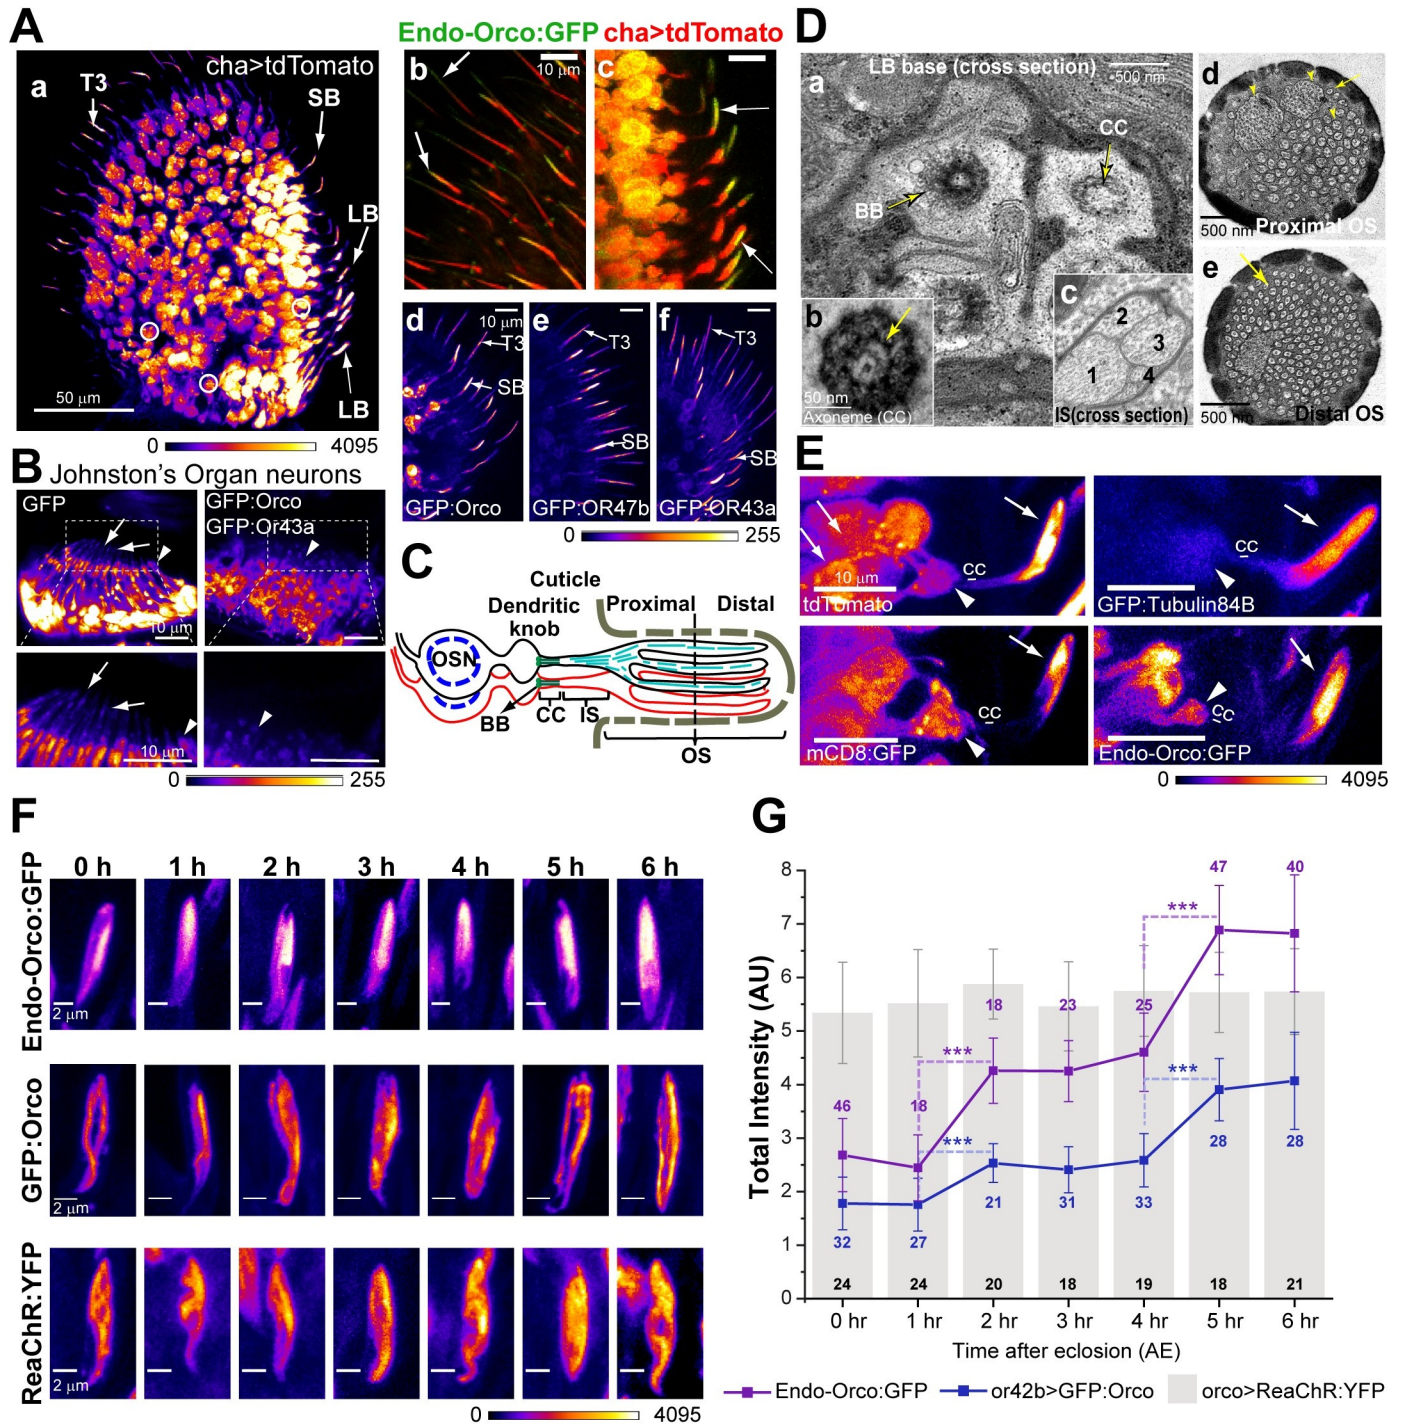 A
a
cha>tdTomato
T3
SB
LB
LB
50 μm
0 4095
Endo-Orco:GFP cha>tdTomato
b
10 μm
c
d
10 μm
T3
SB
GFP:Orco
e
T3
SB
GFP:OR47b
f
T3
SB
GFP:OR43a
0 255
B
Johnston's Organ neurons
GFP
10 μm
GFP:Orco
GFP:Or43a
10 μm
0 255
C
Cuticle
Dendritic
knob
Proximal Distal
OSN
BB
CC IS
OS
D
a
LB base (cross section)
500 nm
CC
BB
b
50 nm
Axoneme (CC)
c
2
3
1
4
IS(cross section)
d
500 nm
Proximal OS
e
500 nm
Distal OS
E
CC
10 μm
tdTomato
CC
GFP:Tubulin84B
CC
mCD8:GFP
CC
Endo-Orco:GFP
0 4095
F
0 h 1 h 2 h 3 h 4 h 5 h 6 h
Endo-Orco:GFP
2 μm
GFP:Orco
2 μm
ReaChR:YFP
2 μm
0 4095
G
Total Intensity (AU)
8
7
6
5
4
3
2
1
0
47 40
***
18 23 25
***
***
46 18
***
28 28
21 31 33
32 27
24 24 20 18 19 18 21
0 hr 1 hr 2 hr 3 hr 4 hr 5 hr 6 hr
Time after eclosion (AE)
Endo-Orco:GFP or42b>GFP:Orco orco>ReaChR:YFP